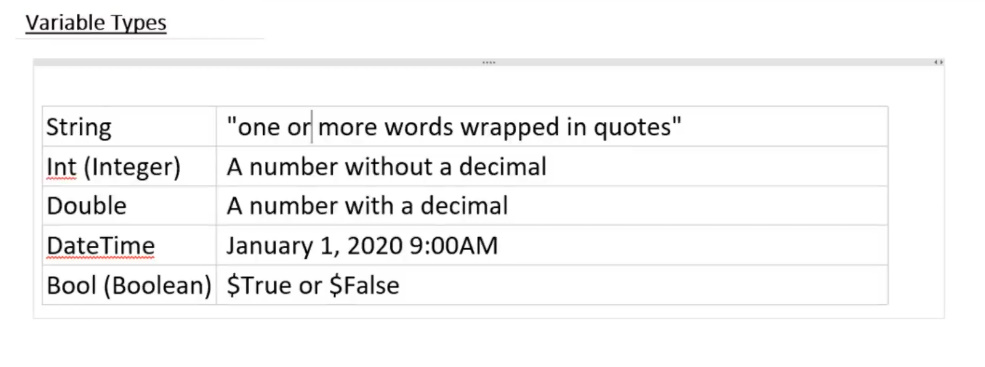 Variable Types
String "one or more words wrapped in quotes"
Int (Integer) A number without a decimal
Double A number with a decimal
DateTime January 1, 2020 9:00AM
Bool (Boolean) $True or $False